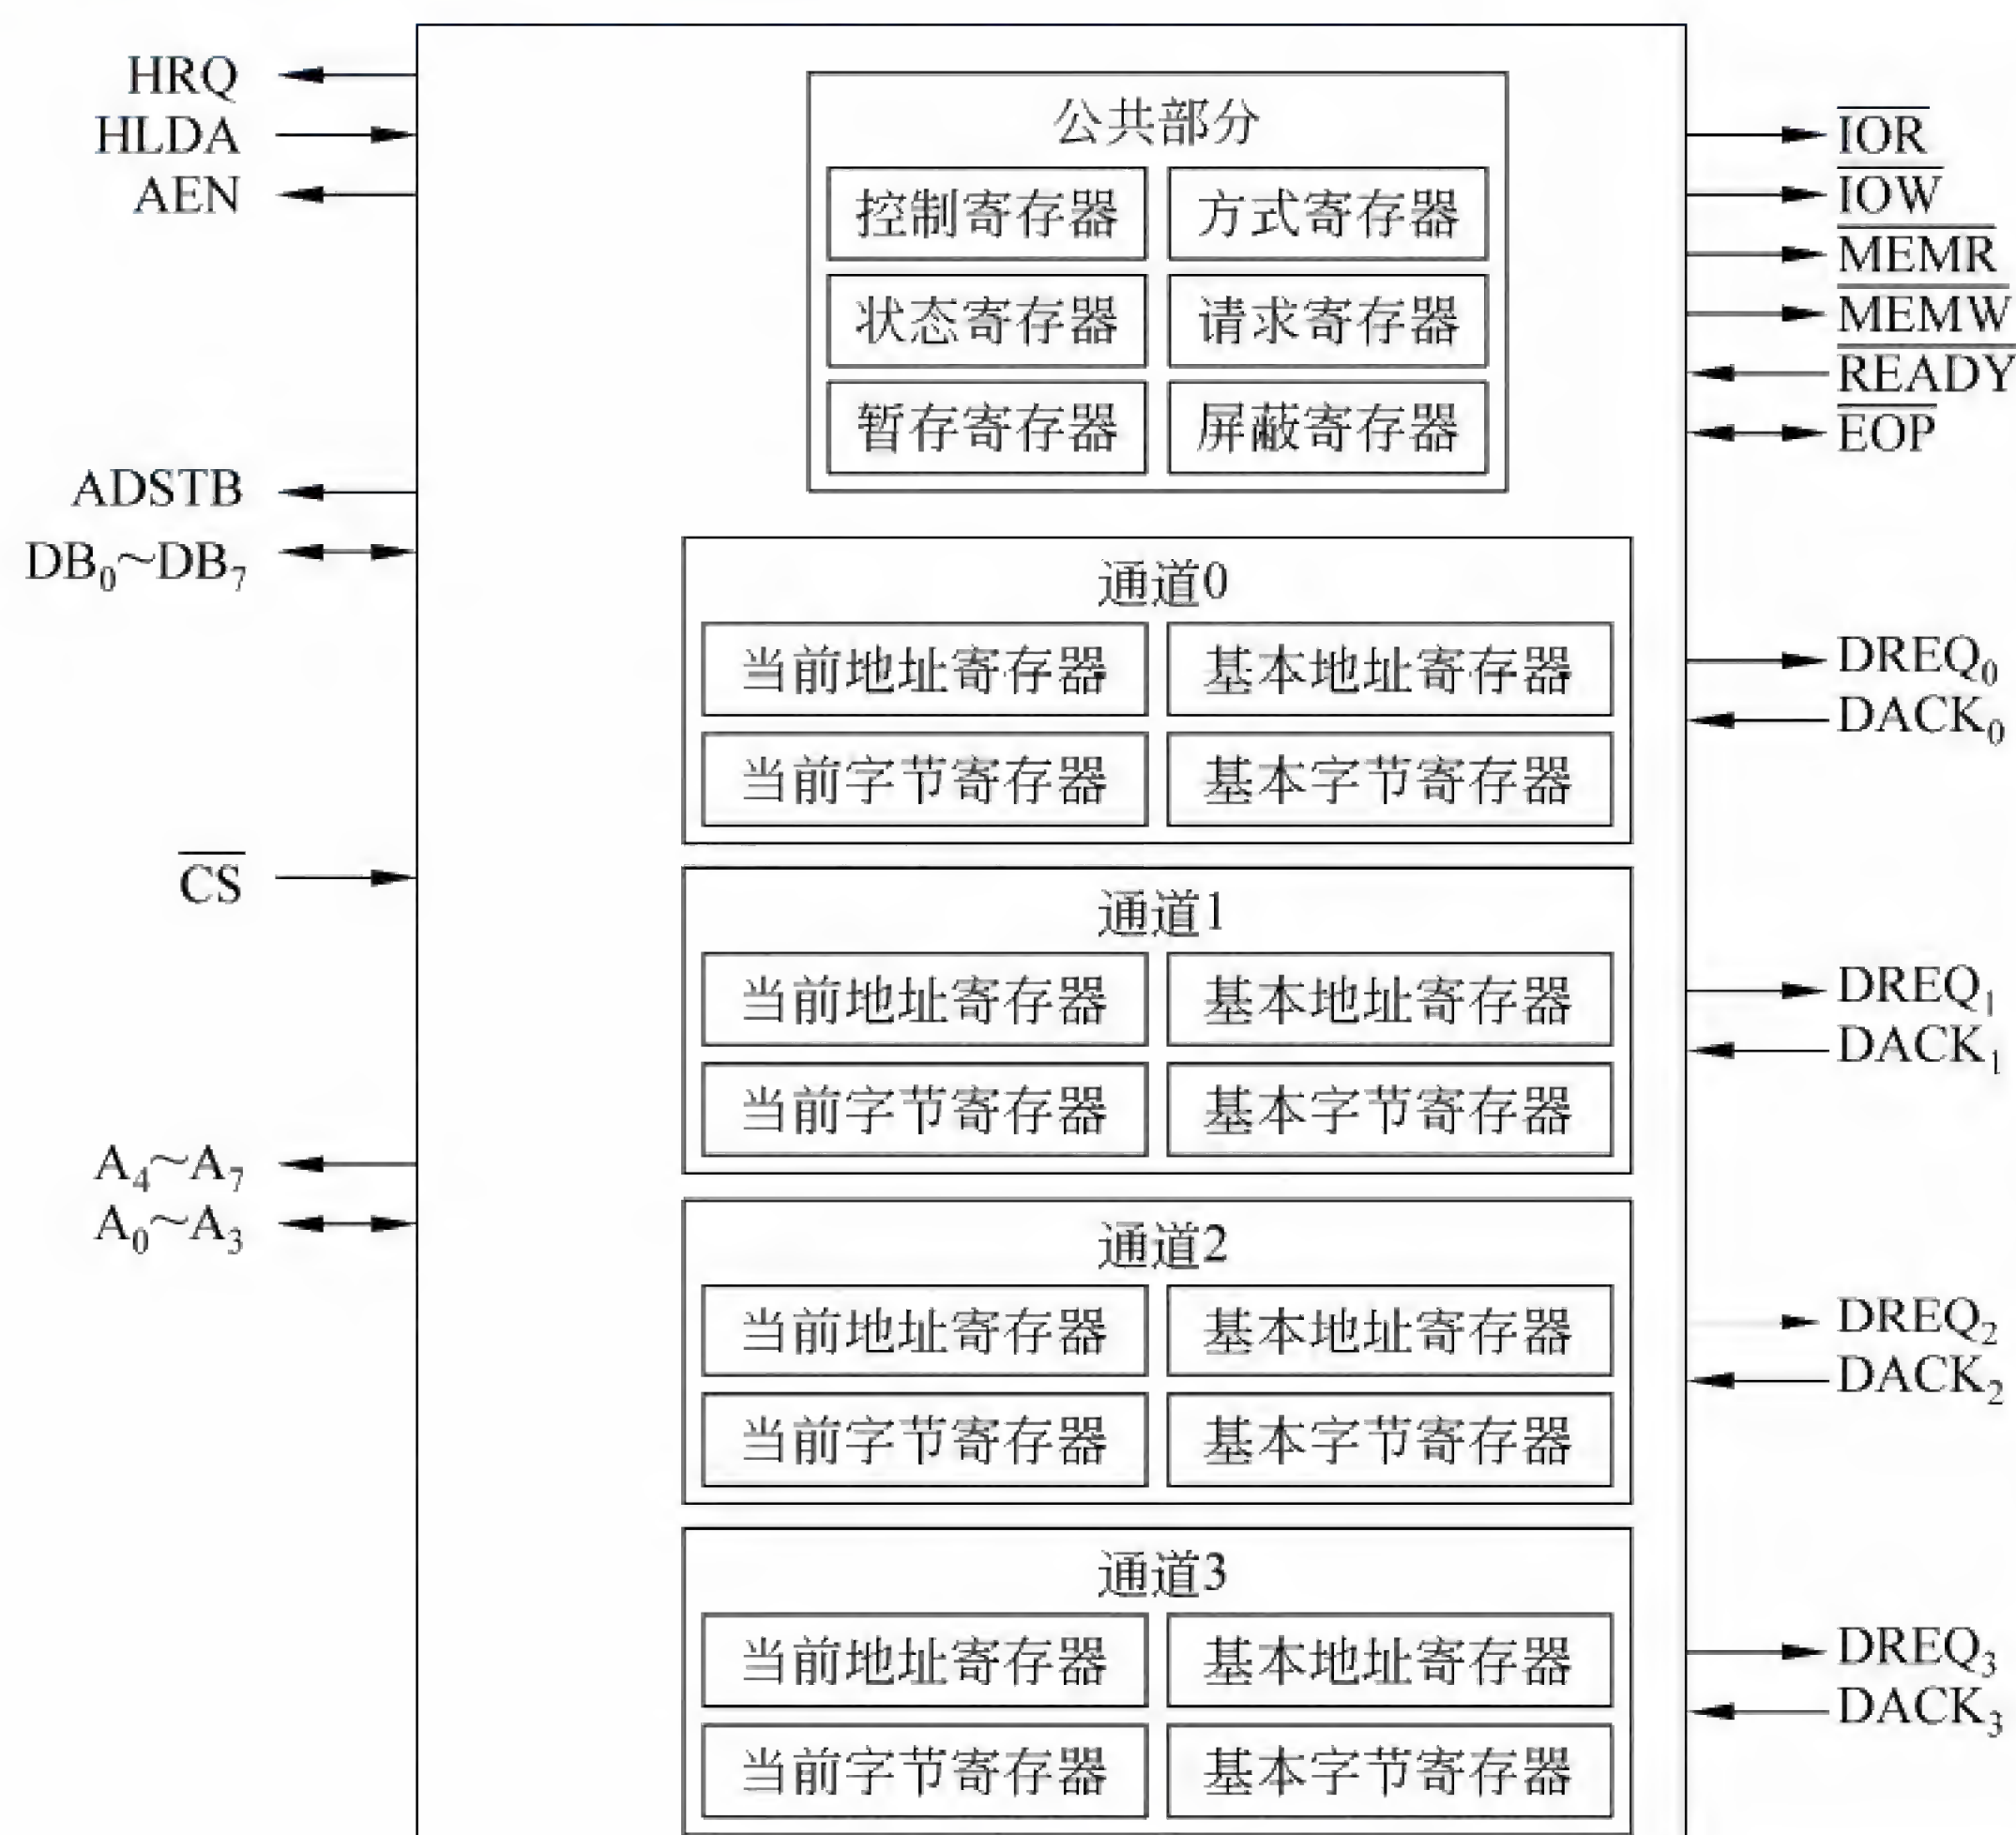 HRQ
HLDA
AEN
ADSTB
DB₀~DB₇
C̅S̅
A₄~A₇
A₀~A₃
公共部分
控制寄存器 方式寄存器
状态寄存器 请求寄存器
暂存寄存器 屏蔽寄存器
通道0
当前地址寄存器 基本地址寄存器
当前字节寄存器 基本字节寄存器
通道1
当前地址寄存器 基本地址寄存器
当前字节寄存器 基本字节寄存器
通道2
当前地址寄存器 基本地址寄存器
当前字节寄存器 基本字节寄存器
通道3
当前地址寄存器 基本地址寄存器
当前字节寄存器 基本字节寄存器
I̅O̅R̅
I̅O̅W̅
M̅E̅M̅R̅
M̅E̅M̅W̅
R̅E̅A̅D̅Y̅
E̅O̅P̅
DREQ₀
DACK₀
DREQ₁
DACK₁
DREQ₂
DACK₂
DREQ₃
DACK₃